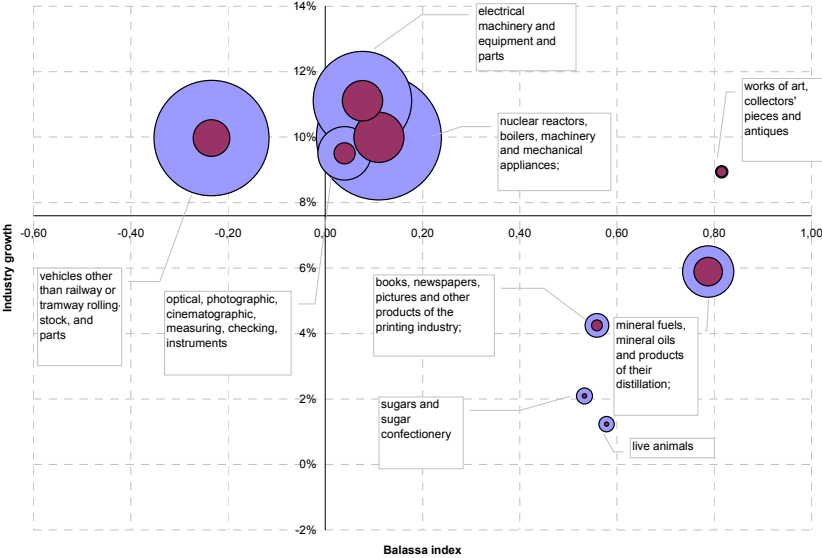 14%
12%
10%
8%
6%
4%
2%
0%
-2%
-0,60
-0,40
-0,20
0,00
0,20
0,40
0,60
0,80
1,00
Industry growth
Balassa index
electrical
machinery and
equipment and
parts
works of art,
collectors'
pieces and
antiques
nuclear reactors,
boilers, machinery
and mechanical
appliances;
vehicles other
than railway or
tramway rolling-
stock, and
parts
optical, photographic,
cinematographic,
measuring, checking,
instruments
books, newspapers,
pictures and other
products of the
printing industry;
mineral fuels,
mineral oils
and products
of their
distillation;
sugars and
sugar
confectionery
live animals